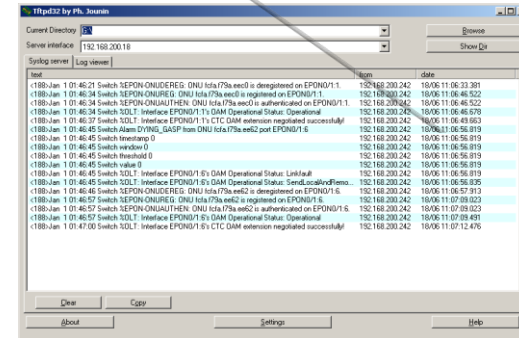 Tftpd32 by Ph. Jounin
Current Directory E:\ Browse
Server interface 192.168.200.18 Show Dir
Syslog server Log viewer
text from date
<188>Jan 1 01:46:21 Switch %EPON-ONUDEREG: ONU fcfa.f79a.eec0 is deregistered on EPON0/1:1. 192.168.200.242 18/06 11:06:33.381
<188>Jan 1 01:46:34 Switch %EPON-ONUREG: ONU fcfa.f79a.eec0 is registered on EPON0/1:1. 192.168.200.242 18/06 11:06:46.522
<188>Jan 1 01:46:34 Switch %EPON-ONUAUTHEN: ONU fcfa.f79a.eec0 is authenticated on EPON0/1:1. 192.168.200.242 18/06 11:06:46.522
<188>Jan 1 01:46:34 Switch %OLT: Interface EPON0/1:1's OAM Operational Status: Operational 192.168.200.242 18/06 11:06:46.678
<188>Jan 1 01:46:37 Switch %OLT: Interface EPON0/1:1's CTC OAM extension negotiated successfully! 192.168.200.242 18/06 11:06:49.663
<188>Jan 1 01:46:45 Switch Alarm DYING_GASP from ONU fcfa.f79a.ee62 port EPON0/1:6 192.168.200.242 18/06 11:06:56.819
<188>Jan 1 01:46:45 Switch timestamp 0 192.168.200.242 18/06 11:06:56.819
<188>Jan 1 01:46:45 Switch window 0 192.168.200.242 18/06 11:06:56.819
<188>Jan 1 01:46:45 Switch threshold 0 192.168.200.242 18/06 11:06:56.819
<188>Jan 1 01:46:45 Switch value 0 192.168.200.242 18/06 11:06:56.819
<188>Jan 1 01:46:45 Switch %OLT: Interface EPON0/1:6's OAM Operational Status: Linkfault 192.168.200.242 18/06 11:06:56.819
<188>Jan 1 01:46:45 Switch %OLT: Interface EPON0/1:6's OAM Operational Status: SendLocalAndRemo... 192.168.200.242 18/06 11:06:56.835
<188>Jan 1 01:46:46 Switch %EPON-ONUDEREG: ONU fcfa.f79a.ee62 is deregistered on EPON0/1:6. 192.168.200.242 18/06 11:06:57.913
<188>Jan 1 01:46:57 Switch %EPON-ONUREG: ONU fcfa.f79a.ee62 is registered on EPON0/1:6. 192.168.200.242 18/06 11:07:09.023
<188>Jan 1 01:46:57 Switch %EPON-ONUAUTHEN: ONU fcfa.f79a.ee62 is authenticated on EPON0/1:6. 192.168.200.242 18/06 11:07:09.023
<188>Jan 1 01:46:57 Switch %OLT: Interface EPON0/1:6's OAM Operational Status: Operational 192.168.200.242 18/06 11:07:09.491
<188>Jan 1 01:47:00 Switch %OLT: Interface EPON0/1:6's CTC OAM extension negotiated successfully! 192.168.200.242 18/06 11:07:12.476
Clear Copy
About Settings Help